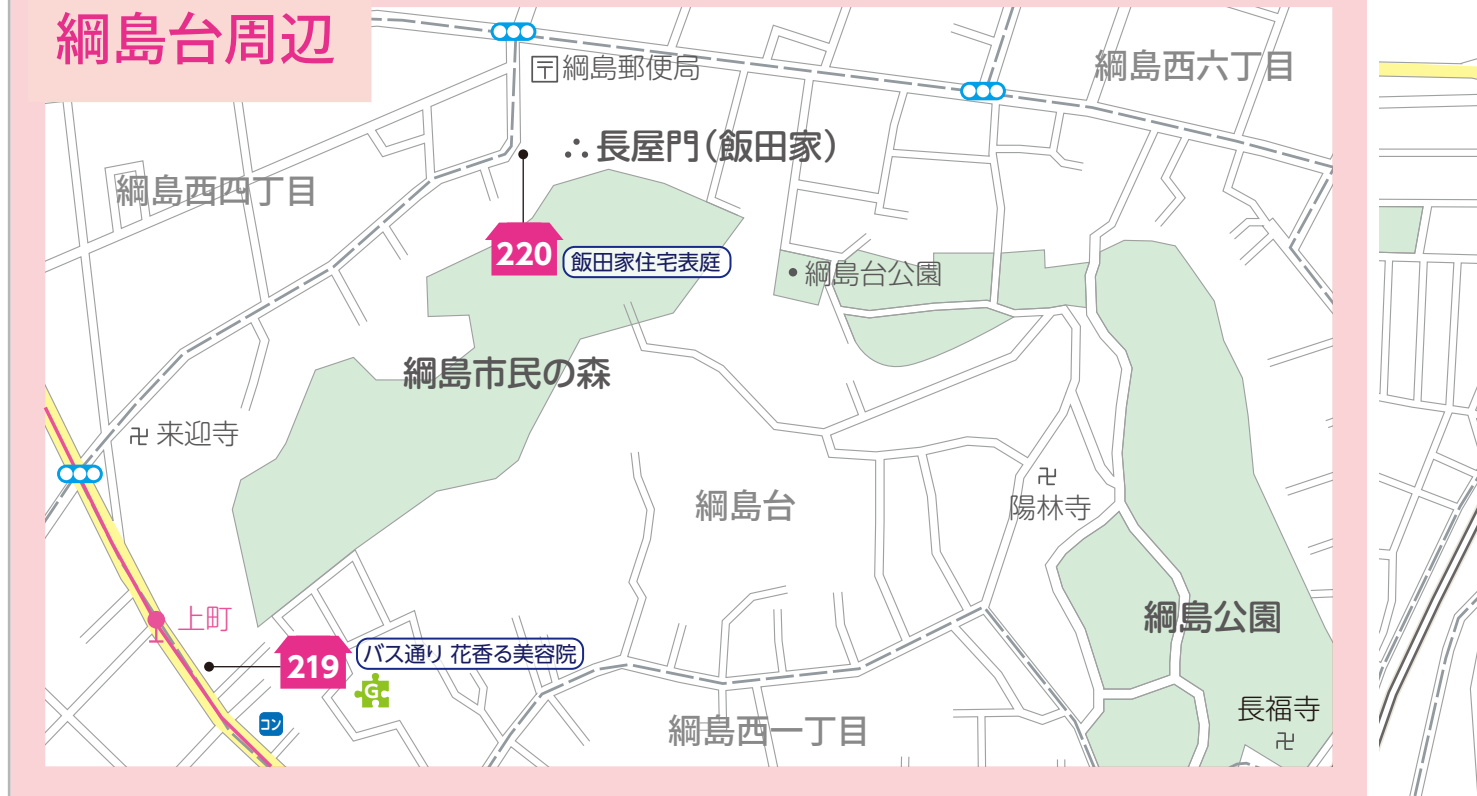 綱島台周辺
〒綱島郵便局
綱島西六丁目
∴長屋門(飯田家)
綱島西四丁目
220
飯田家住宅表庭
綱島台公園
綱島市民の森
卍 来迎寺
綱島台
卍
陽林寺
上町
綱島公園
219
バス通り 花香る美容院
G
コン
長福寺
卍
綱島西一丁目